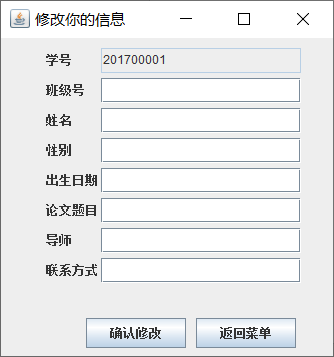 修改你的信息
学号 201700001
班级号
姓名
性别
出生日期
论文题目
导师
联系方式
确认修改 返回菜单